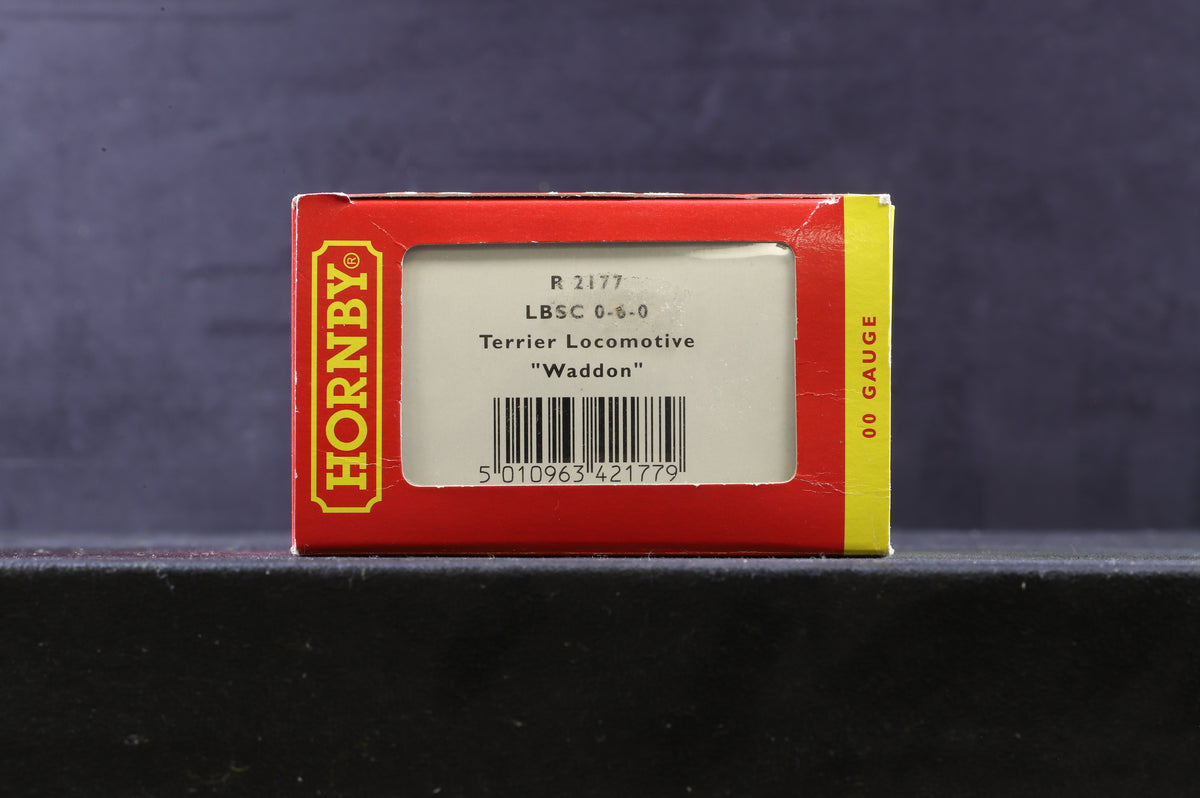 HORNBY®
R 2177
LBSC 0-6-0
Terrier Locomotive
"Waddon"
5 010963 421779
00 GAUGE